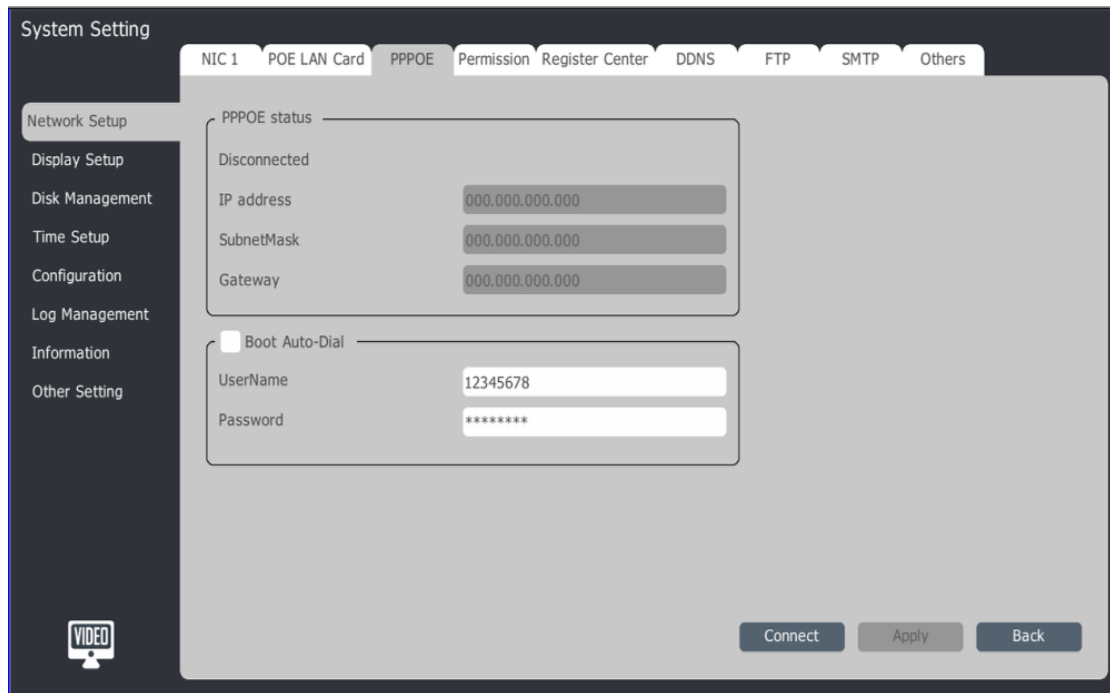 System Setting
NIC 1 POE LAN Card PPPOE Permission Register Center DDNS FTP SMTP Others
Network Setup
Display Setup
Disk Management
Time Setup
Configuration
Log Management
Information
Other Setting
PPPOE status
Disconnected
IP address 000.000.000.000
SubnetMask 000.000.000.000
Gateway 000.000.000.000
Boot Auto-Dial
UserName 12345678
Password ********
VIDEO
Connect Apply Back